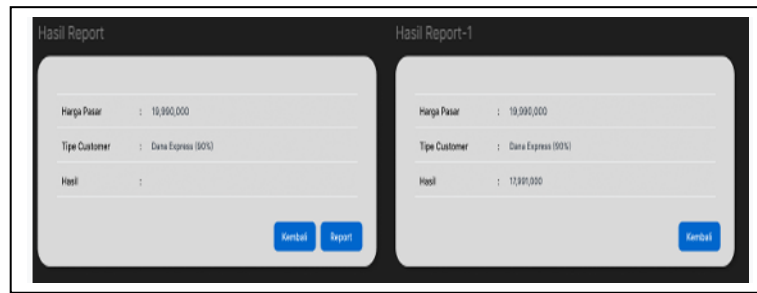 Hasil Report
Harga Pasar : 19,990,000
Tipe Customer : Dana Express (90%)
Hasil :
Kembali Report
Hasil Report-1
Harga Pasar : 19,990,000
Tipe Customer : Dana Express (90%)
Hasil : 17,991,000
Kembali